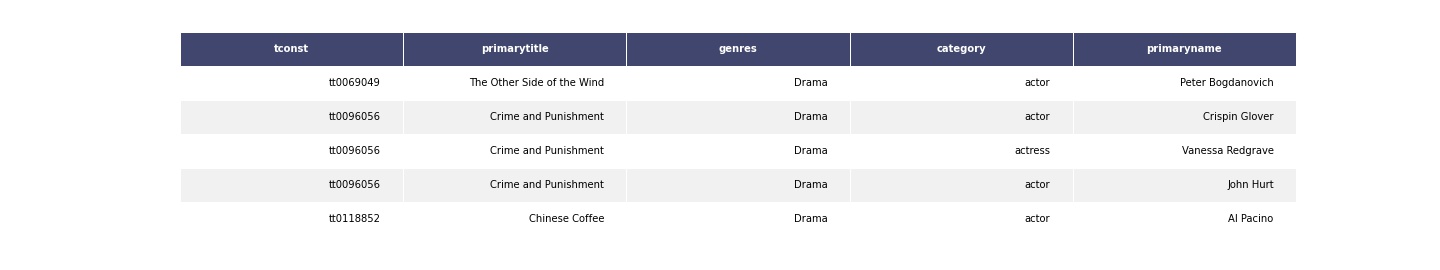 tconst primarytitle genres category primaryname
tt0069049 The Other Side of the Wind Drama actor Peter Bogdanovich
tt0096056 Crime and Punishment Drama actor Crispin Glover
tt0096056 Crime and Punishment Drama actress Vanessa Redgrave
tt0096056 Crime and Punishment Drama actor John Hurt
tt0118852 Chinese Coffee Drama actor Al Pacino